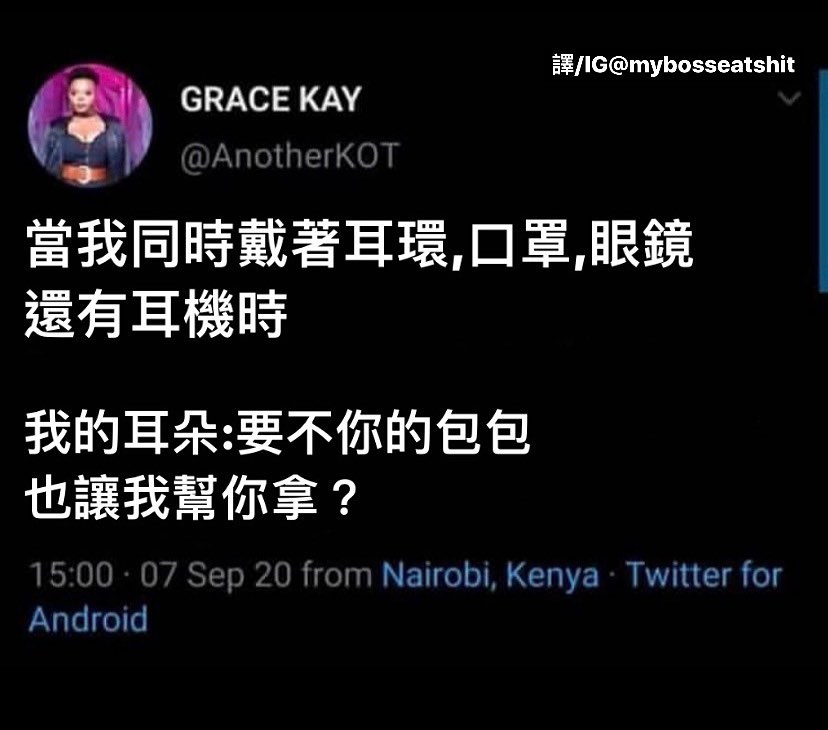 譯/IG@mybosseatshit
GRACE KAY
@AnotherKOT
當我同時戴著耳環,口罩,眼鏡
還有耳機時
我的耳朵:要不你的包包
也讓我幫你拿？
15:00 · 07 Sep 20 from Nairobi, Kenya · Twitter for
Android